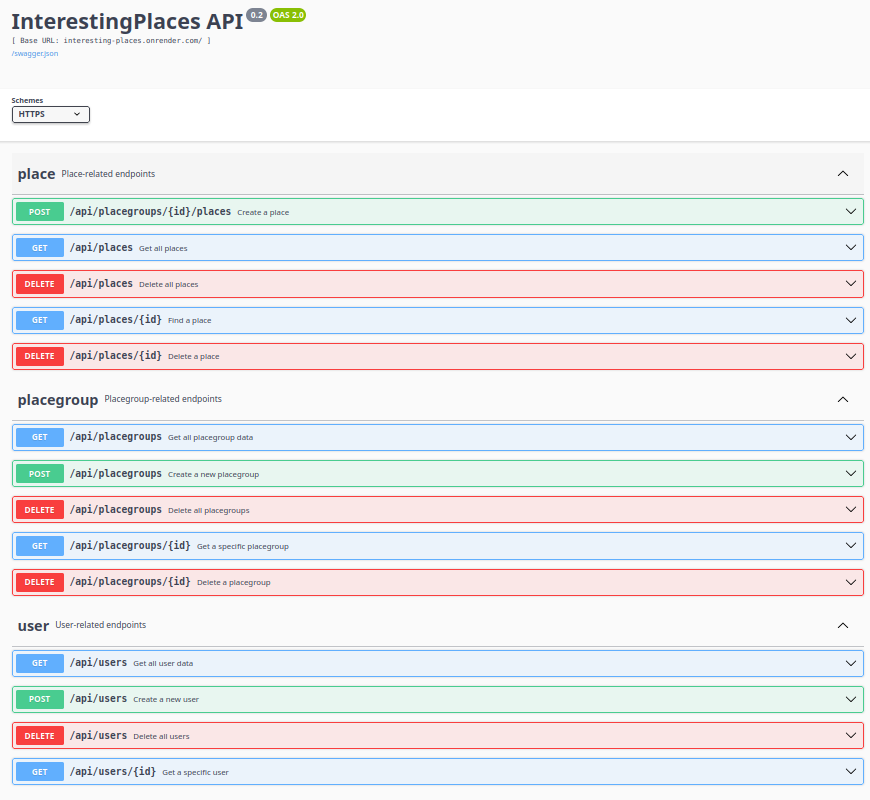 InterestingPlaces API 0.2 OAS 2.0
[ Base URL: interesting-places.onrender.com/ ]
/swagger.json
Schemes
HTTPS
place Place-related endpoints
POST /api/placegroups/{id}/places Create a place
GET /api/places Get all places
DELETE /api/places Delete all places
GET /api/places/{id} Find a place
DELETE /api/places/{id} Delete a place
placegroup Placegroup-related endpoints
GET /api/placegroups Get all placegroup data
POST /api/placegroups Create a new placegroup
DELETE /api/placegroups Delete all placegroups
GET /api/placegroups/{id} Get a specific placegroup
DELETE /api/placegroups/{id} Delete a placegroup
user User-related endpoints
GET /api/users Get all user data
POST /api/users Create a new user
DELETE /api/users Delete all users
GET /api/users/{id} Get a specific user